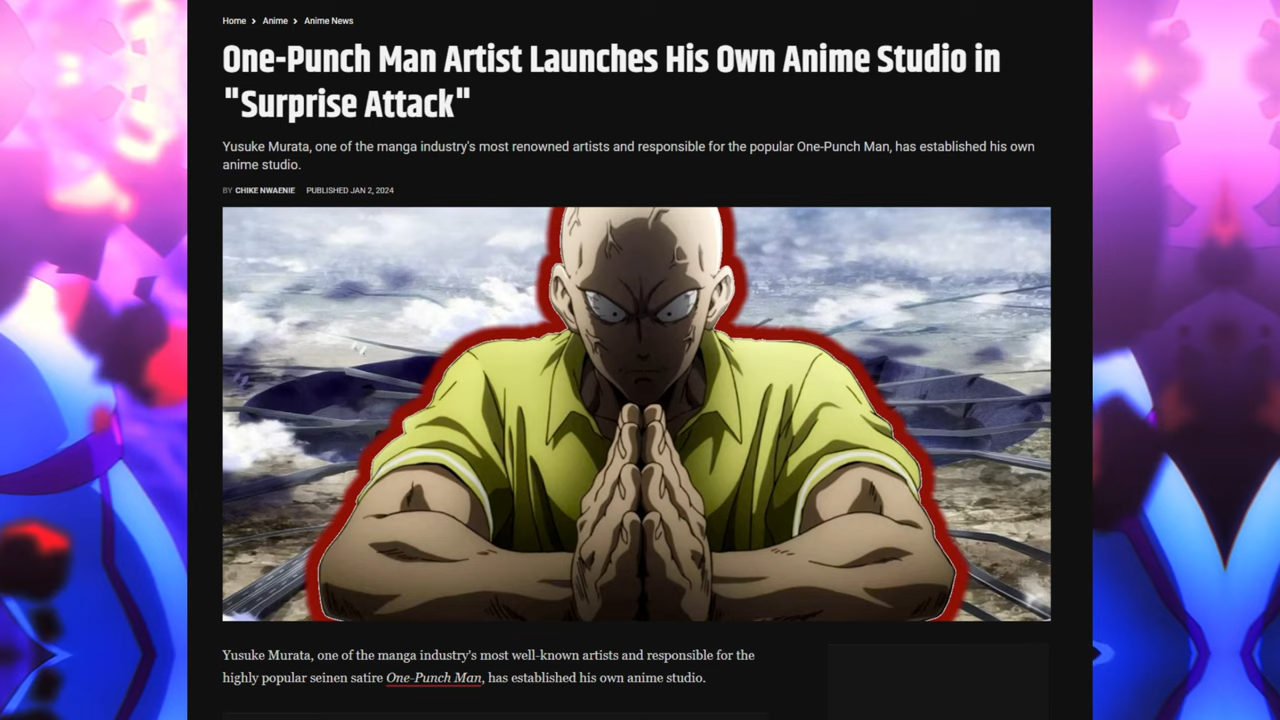 Home > Anime > Anime News
One-Punch Man Artist Launches His Own Anime Studio in
"Surprise Attack"
Yusuke Murata, one of the manga industry's most renowned artists and responsible for the popular One-Punch Man, has established his own
anime studio.
BY CHIKE NWAENIE PUBLISHED JAN 2, 2024
Yusuke Murata, one of the manga industry's most well-known artists and responsible for the
highly popular seinen satire One-Punch Man, has established his own anime studio.